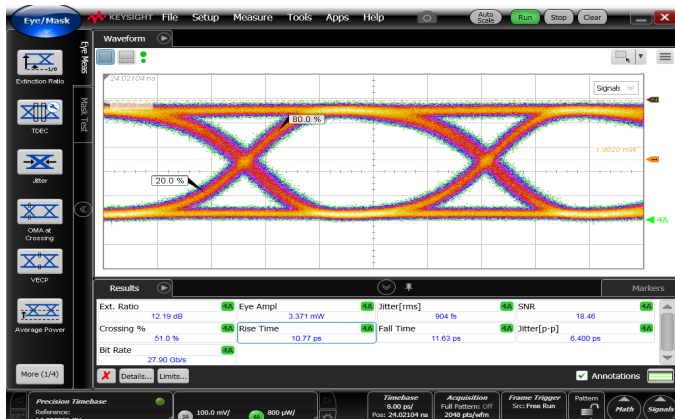 Eye/Mask
KEYSIGHT File Setup Measure Tools Apps Help
Auto Scale
Run Stop Clear
Eye Meas
Mask Test
Waveform
Extinction Ratio
TDEC
Jitter
OMA at
Crossing
VECP
Average Power
More (1/4)
24.02104 ns
Signals
80.0 %
20.0 %
1.9820 mW
4A
Results
Markers
Ext. Ratio 4A Eye Ampl 4A Jitter[rms] 4A SNR 4A
12.19 dB 3.371 mW 904 fs 18.46
Crossing % 4A Rise Time 4A Fall Time 4A Jitter[p-p] 4A
51.0 % 10.77 ps 11.63 ps 6.400 ps
Bit Rate 4A
27.90 Gb/s
Details... Limits...
Annotations
Precision Timebase
Reference:
3A 100.0 mV/
4A 800 µW/
Timebase
8.00 ps/
Pos: 24.02104 ns
Acquisition
Full Pattern: Off
2048 pts/wfm
Frame Trigger
Src: Free Run
Pattern
Math
Signals